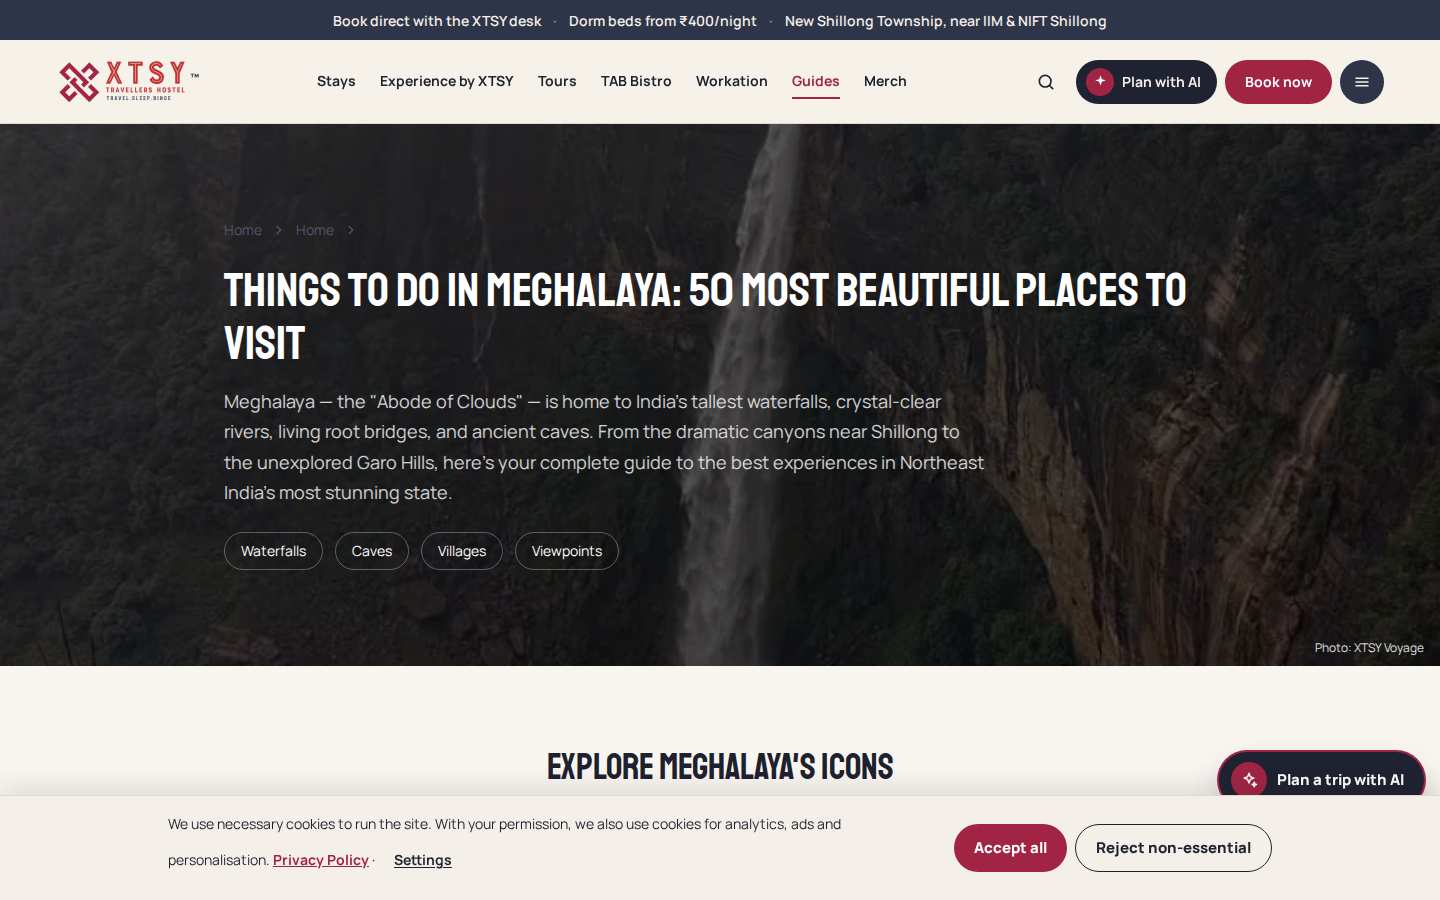 Book direct with the XTSY desk · Dorm beds from ₹400/night · New Shillong Township, near IIM & NIFT Shillong
XTSY ™
TRAVELLERS HOSTEL
TRAVEL.SLEEP.BINGE
Stays Experience by XTSY Tours TAB Bistro Workation Guides Merch Plan with AI Book now
Home > Home >
THINGS TO DO IN MEGHALAYA: 50 MOST BEAUTIFUL PLACES TO
VISIT
Meghalaya — the "Abode of Clouds" — is home to India's tallest waterfalls, crystal-clear
rivers, living root bridges, and ancient caves. From the dramatic canyons near Shillong to
the unexplored Garo Hills, here's your complete guide to the best experiences in Northeast
India's most stunning state.
Waterfalls Caves Villages Viewpoints
Photo: XTSY Voyage
EXPLORE MEGHALAYA'S ICONS
Plan a trip with AI
We use necessary cookies to run the site. With your permission, we also use cookies for analytics, ads and
personalisation. Privacy Policy · Settings
Accept all Reject non-essential